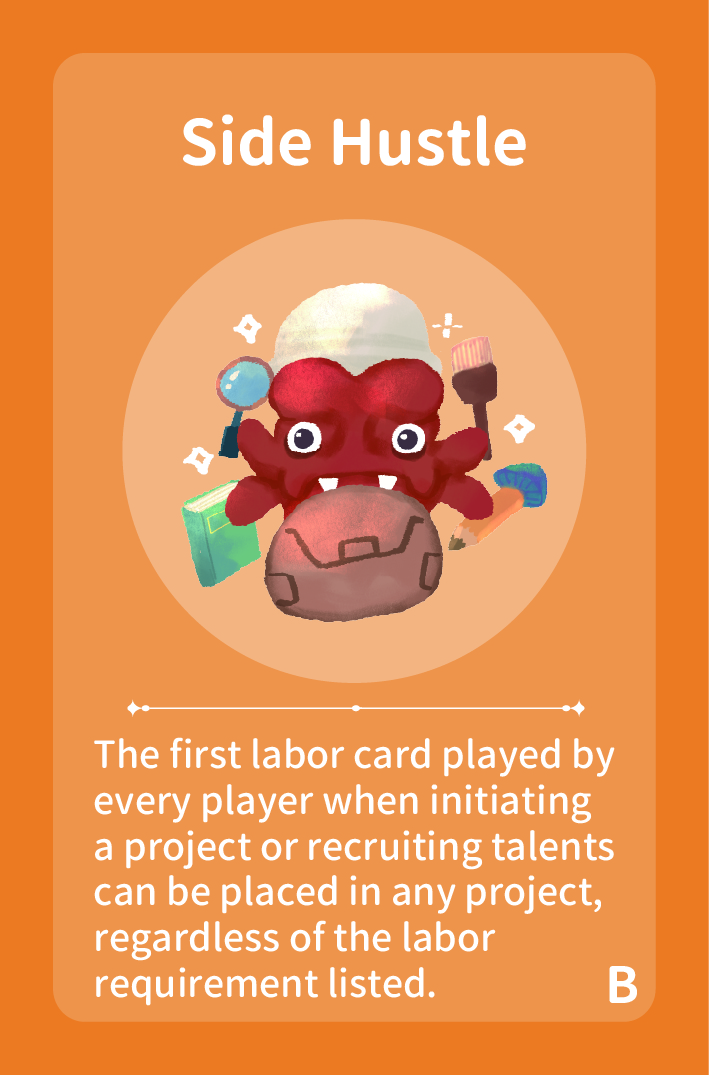 Side Hustle
The first labor card played by
every player when initiating
a project or recruiting talents
can be placed in any project,
regardless of the labor
requirement listed.
B